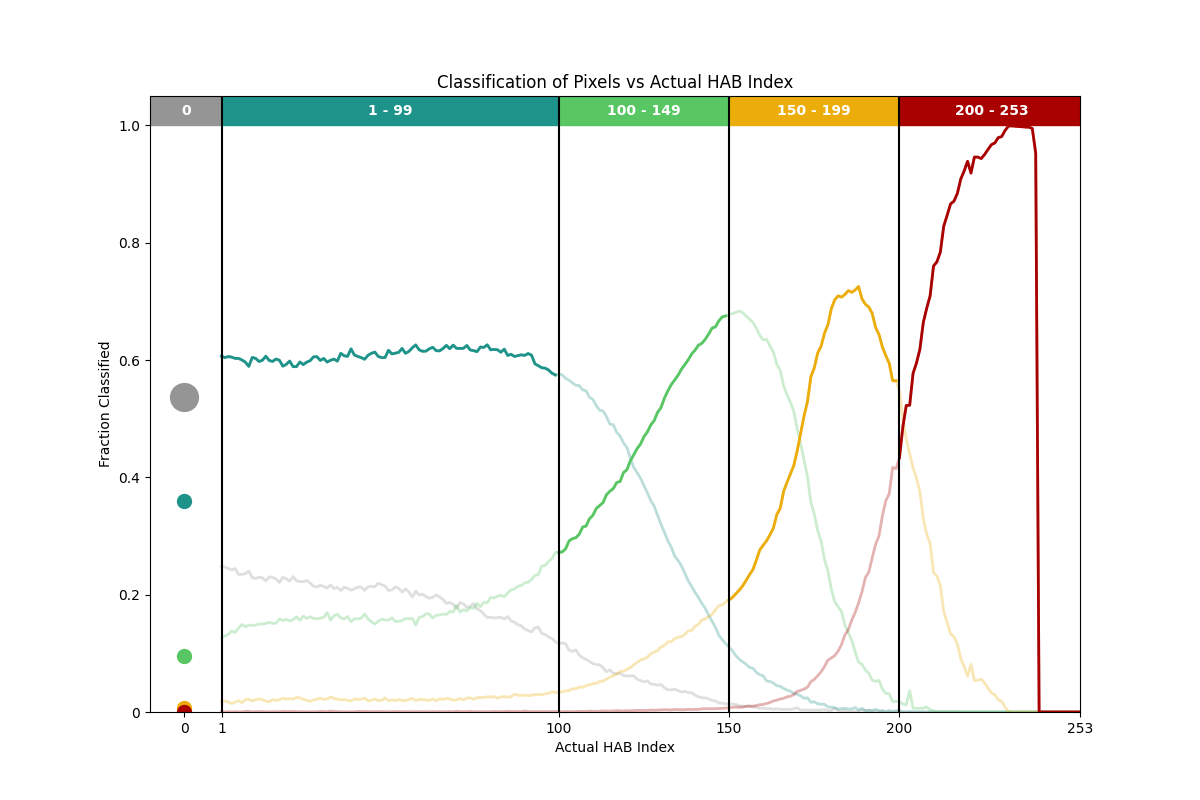 Classification of Pixels vs Actual HAB Index
0 1 - 99 100 - 149 150 - 199 200 - 253
1.0
0.8
0.6
0.4
0.2
0
Fraction Classified
0 1 100 150 200 253
Actual HAB Index